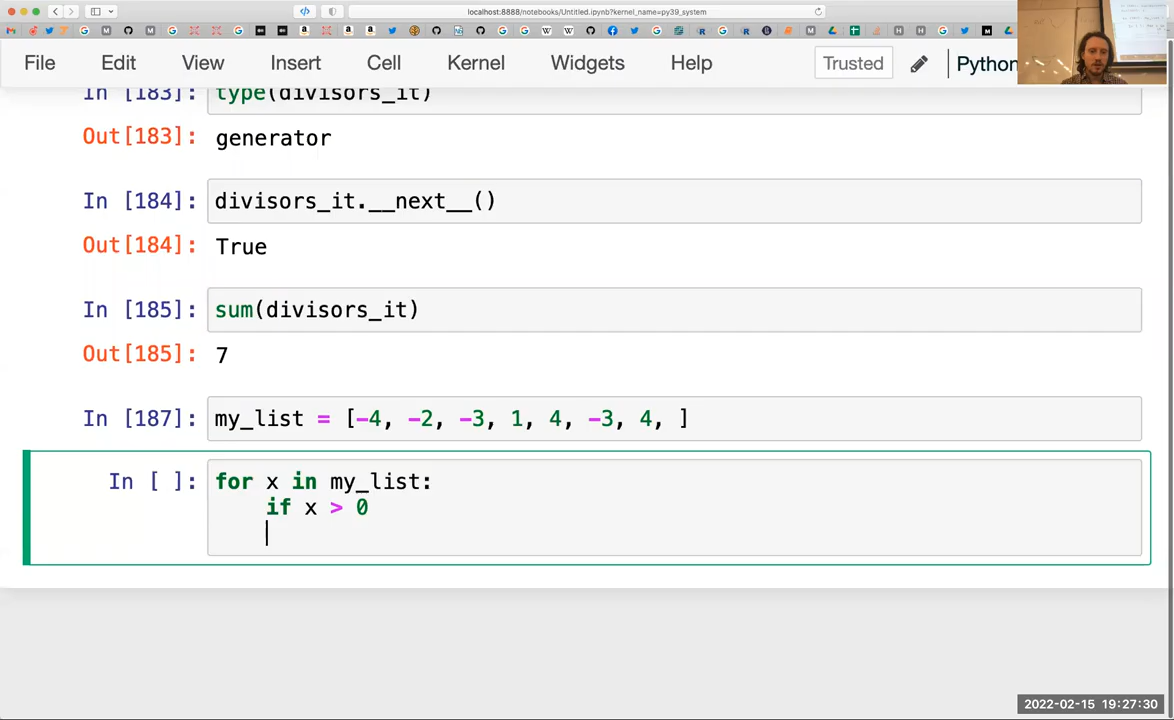 localhost:8888/notebooks/Untitled.ipynb?kernel_name=py39_system
File Edit View Insert Cell Kernel Widgets Help Trusted Python
In [183]: type(divisors_it)
Out[183]: generator
In [184]: divisors_it.__next__()
Out[184]: True
In [185]: sum(divisors_it)
Out[185]: 7
In [187]: my_list = [-4, -2, -3, 1, 4, -3, 4, ]
In [ ]: for x in my_list:
if x > 0
2022-02-15 19:27:30